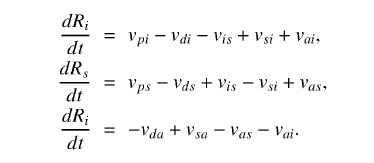 dR_i/dt = v_{pi} − v_{di} − v_{is} + v_{si} + v_{ai},
dR_s/dt = v_{ps} − v_{ds} + v_{is} − v_{si} + v_{as},
dR_i/dt = −v_{da} + v_{sa} − v_{as} − v_{ai}.